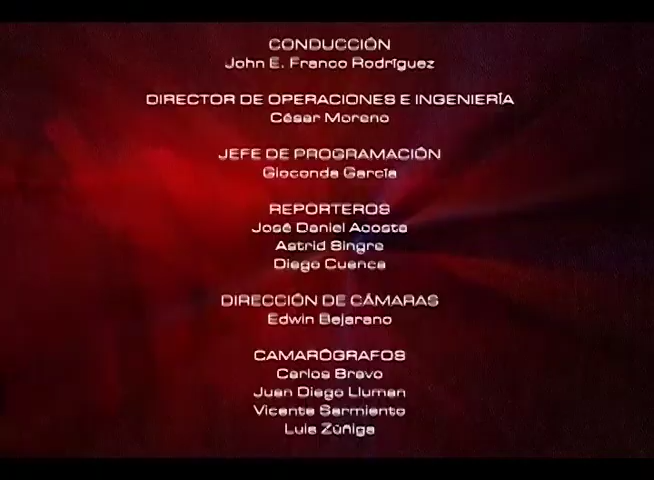 CONDUCCIÓN
John E. Franco Rodríguez
DIRECTOR DE OPERACIONES E INGENIERÍA
César Moreno
JEFE DE PROGRAMACIÓN
Gioconda García
REPORTEROS
José Daniel Acosta
Astrid Singre
Diego Cuenca
DIRECCIÓN DE CÁMARAS
Edwin Bejarano
CAMARÓGRAFOS
Carlos Bravo
Juan Diego Lluman
Vicente Sarmiento
Luis Zúñiga